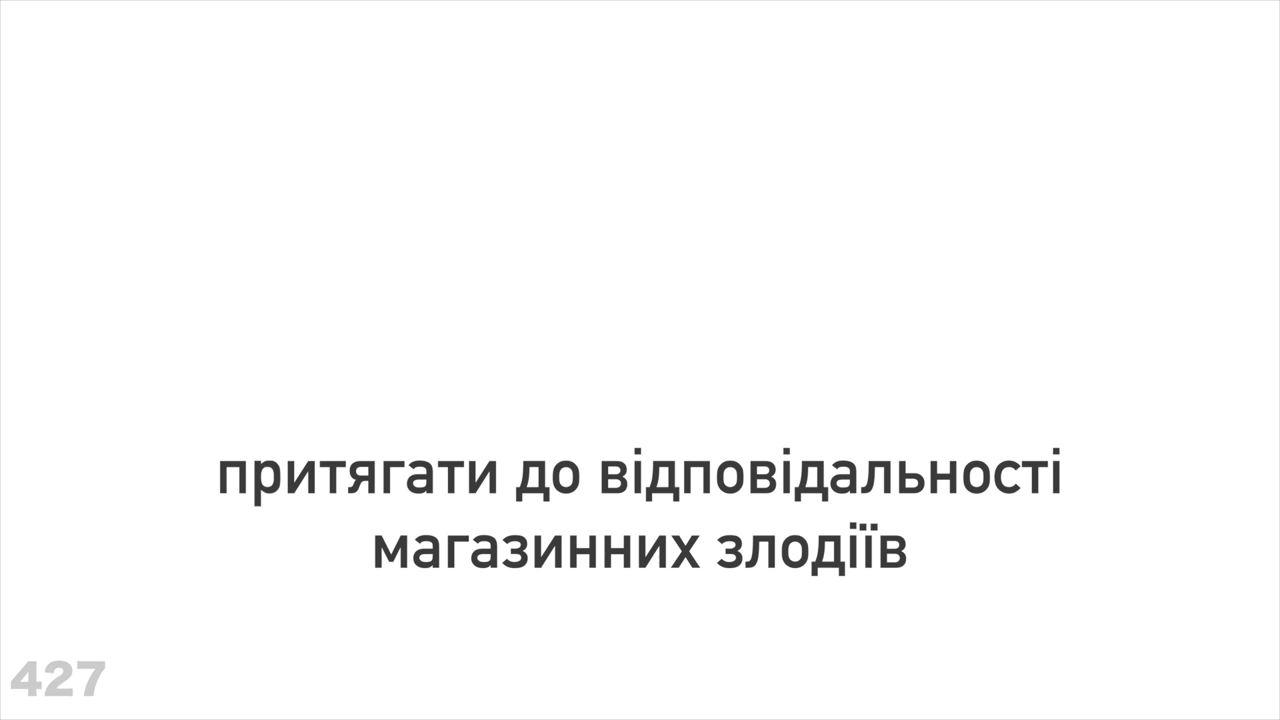 притягати до відповідальності
магазинних злодіїв
427